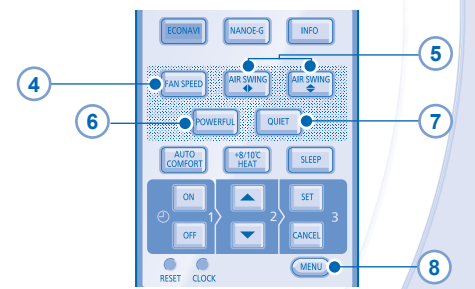 ECONAVI NANOE-G INFO
5
4 FAN SPEED AIR SWING AIR SWING
6 POWERFUL QUIET 7
AUTO COMFORT +8/10℃ HEAT SLEEP
ON SET
1 2 3
OFF CANCEL
MENU 8
RESET CLOCK